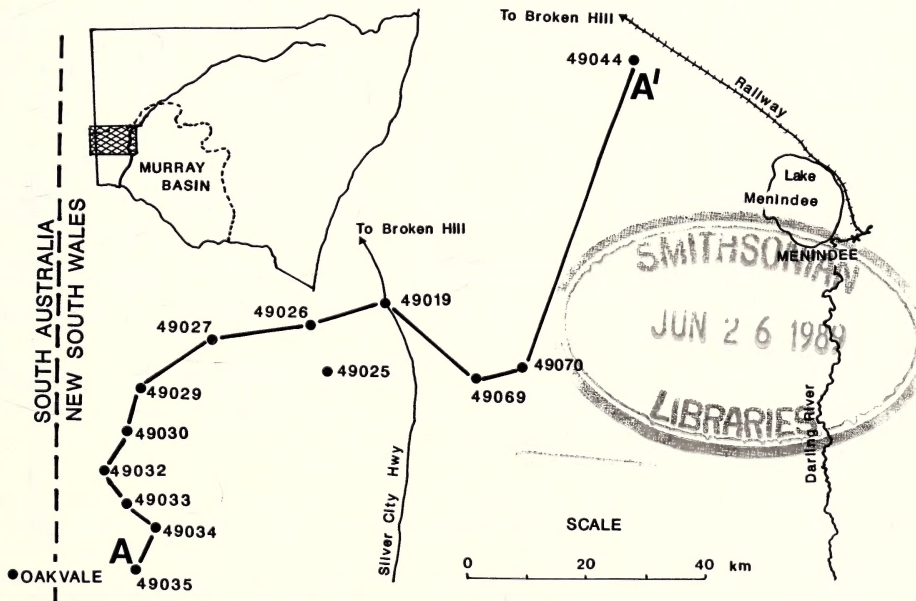 To Broken Hill
49044
A'
Railway
Lake
Menindee
MENINDEE
MURRAY
BASIN
SOUTH AUSTRALIA
NEW SOUTH WALES
To Broken Hill
SMITHSONIAN
JUN 26 1989
LIBRARIES
49019
49026
49027
49025
49070
49069
49029
49030
49032
49033
49034
A
49035
OAKVALE
Silver City Hwy
Darling River
SCALE
0 20 40 km